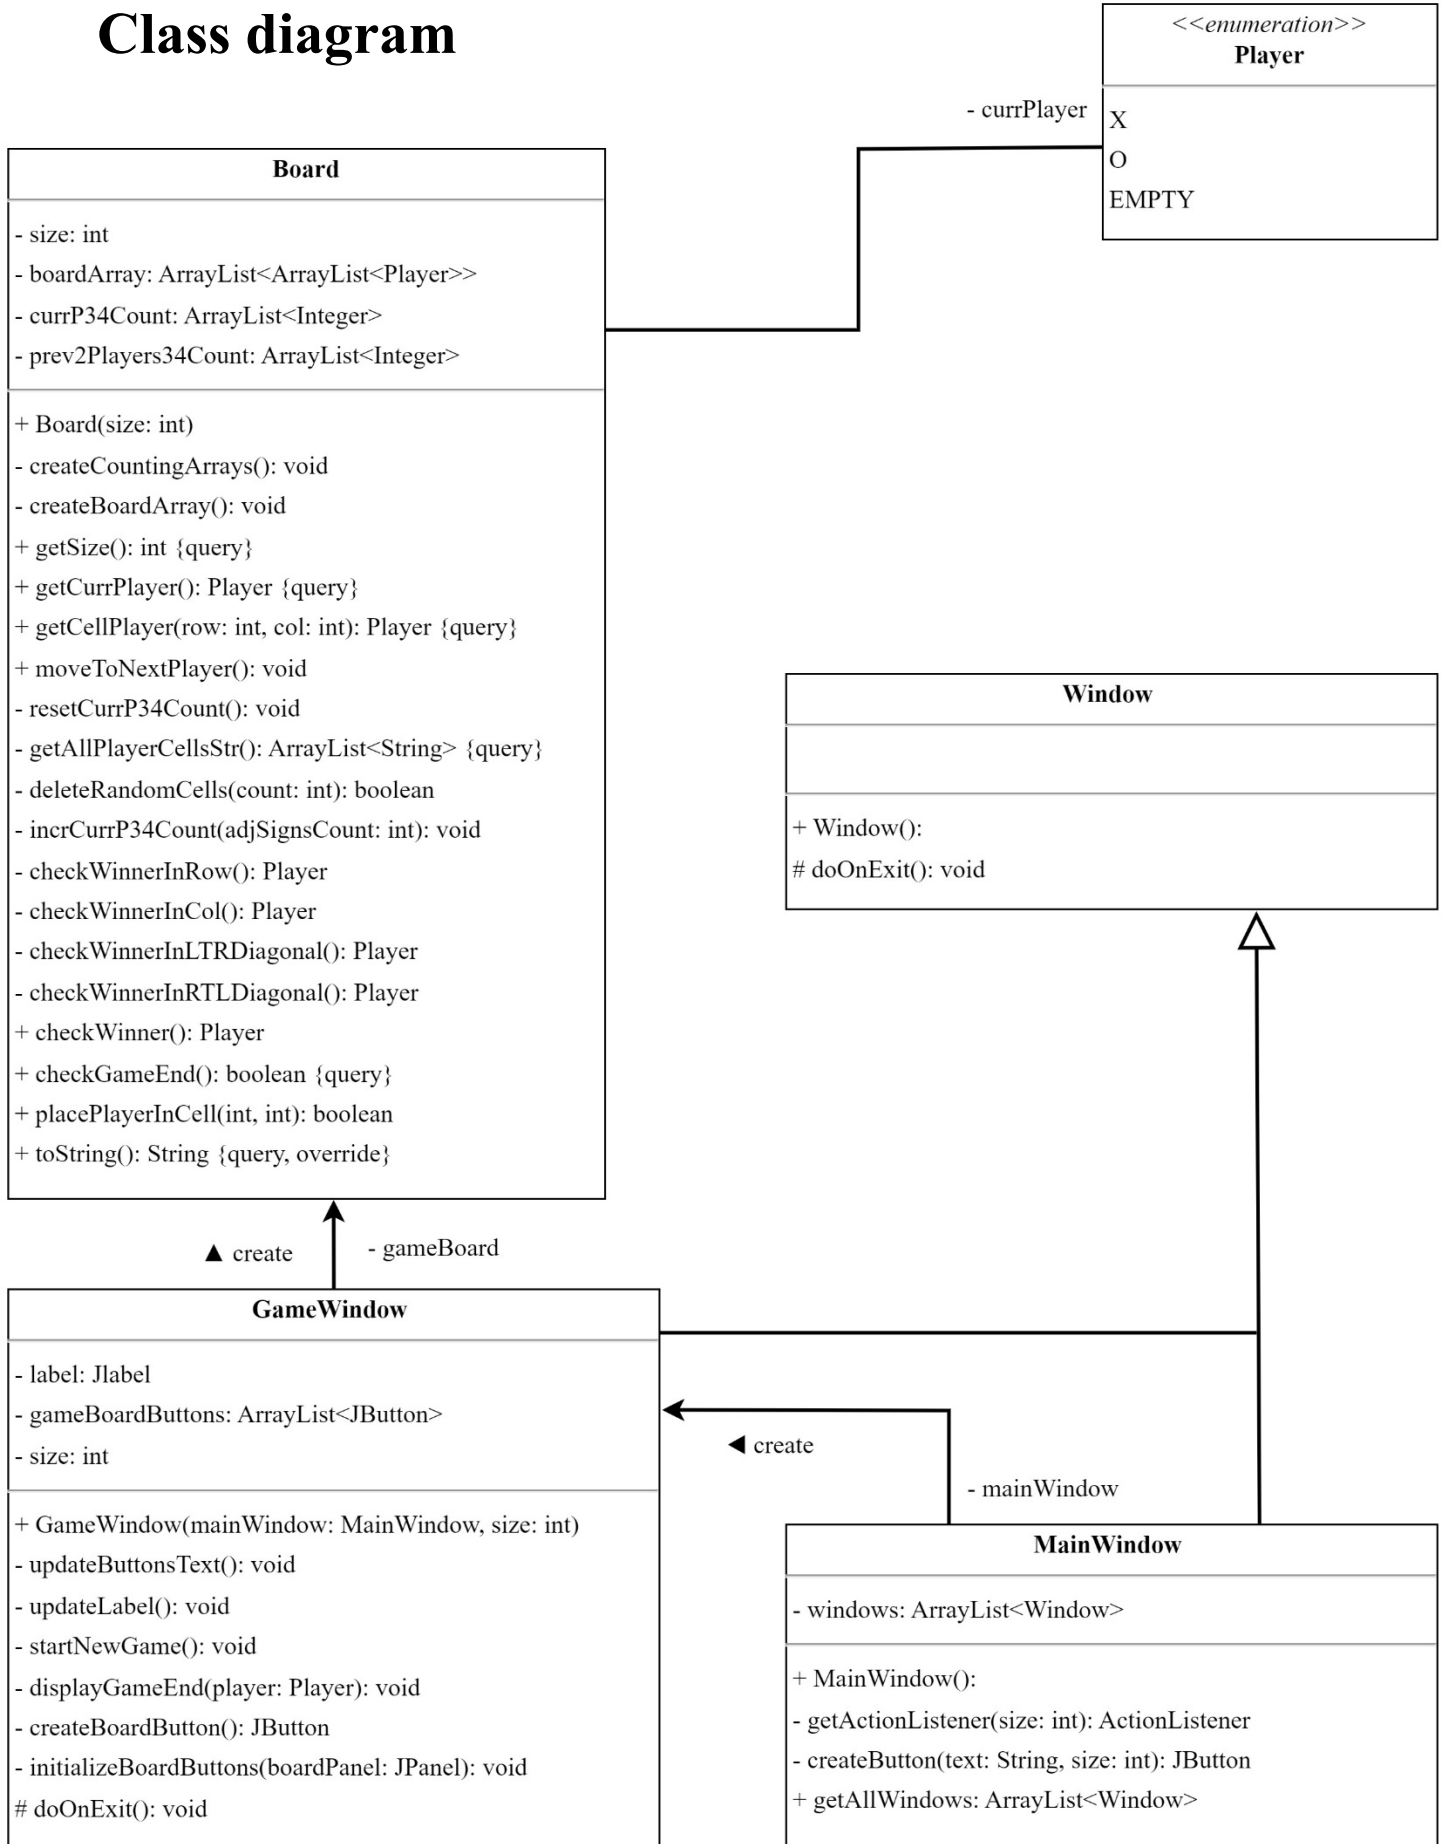 Class diagram
<<enumeration>>
Player
- currPlayer
X
O
EMPTY
Board
- size: int
- boardArray: ArrayList<ArrayList<Player>>
- currP34Count: ArrayList<Integer>
- prev2Players34Count: ArrayList<Integer>
+ Board(size: int)
- createCountingArrays(): void
- createBoardArray(): void
+ getSize(): int {query}
+ getCurrPlayer(): Player {query}
+ getCellPlayer(row: int, col: int): Player {query}
+ moveToNextPlayer(): void
- resetCurrP34Count(): void
- getAllPlayerCellsStr(): ArrayList<String> {query}
- deleteRandomCells(count: int): boolean
- incrCurrP34Count(adjSignsCount: int): void
- checkWinnerInRow(): Player
- checkWinnerInCol(): Player
- checkWinnerInLTRDiagonal(): Player
- checkWinnerInRTLDiagonal(): Player
+ checkWinner(): Player
+ checkGameEnd(): boolean {query}
+ placePlayerInCell(int, int): boolean
+ toString(): String {query, override}
Window
+ Window():
# doOnExit(): void
▲ create
- gameBoard
GameWindow
- label: Jlabel
- gameBoardButtons: ArrayList<JButton>
- size: int
+ GameWindow(mainWindow: MainWindow, size: int)
- updateButtonsText(): void
- updateLabel(): void
- startNewGame(): void
- displayGameEnd(player: Player): void
- createBoardButton(): JButton
- initializeBoardButtons(boardPanel: JPanel): void
# doOnExit(): void
◀ create
- mainWindow
MainWindow
- windows: ArrayList<Window>
+ MainWindow():
- getActionListener(size: int): ActionListener
- createButton(text: String, size: int): JButton
+ getAllWindows: ArrayList<Window>